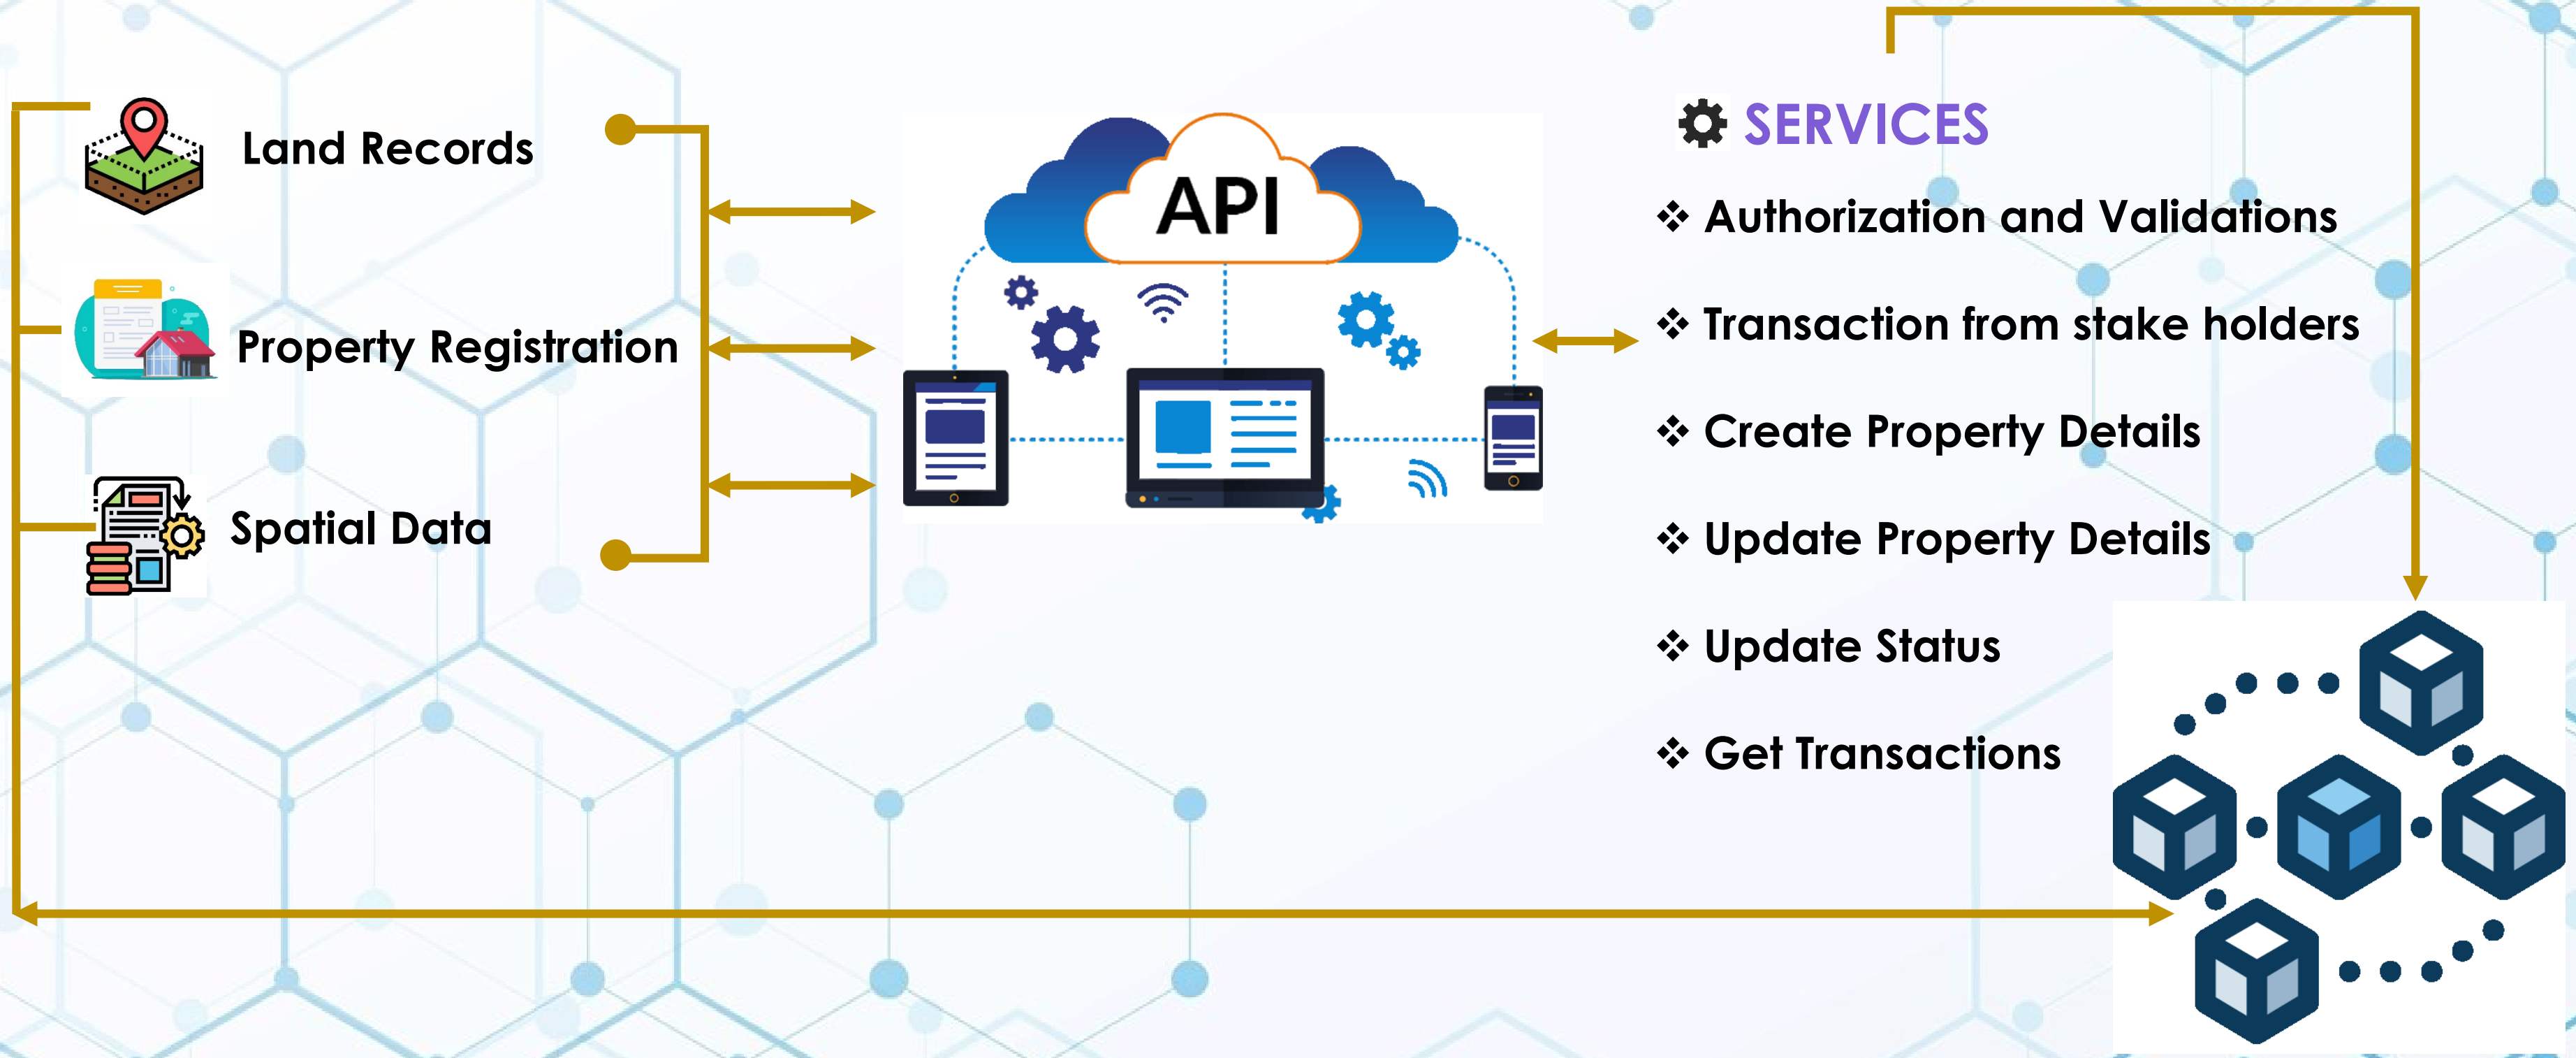 Land Records
Property Registration
Spatial Data
API
SERVICES
❖ Authorization and Validations
❖ Transaction from stake holders
❖ Create Property Details
❖ Update Property Details
❖ Update Status
❖ Get Transactions